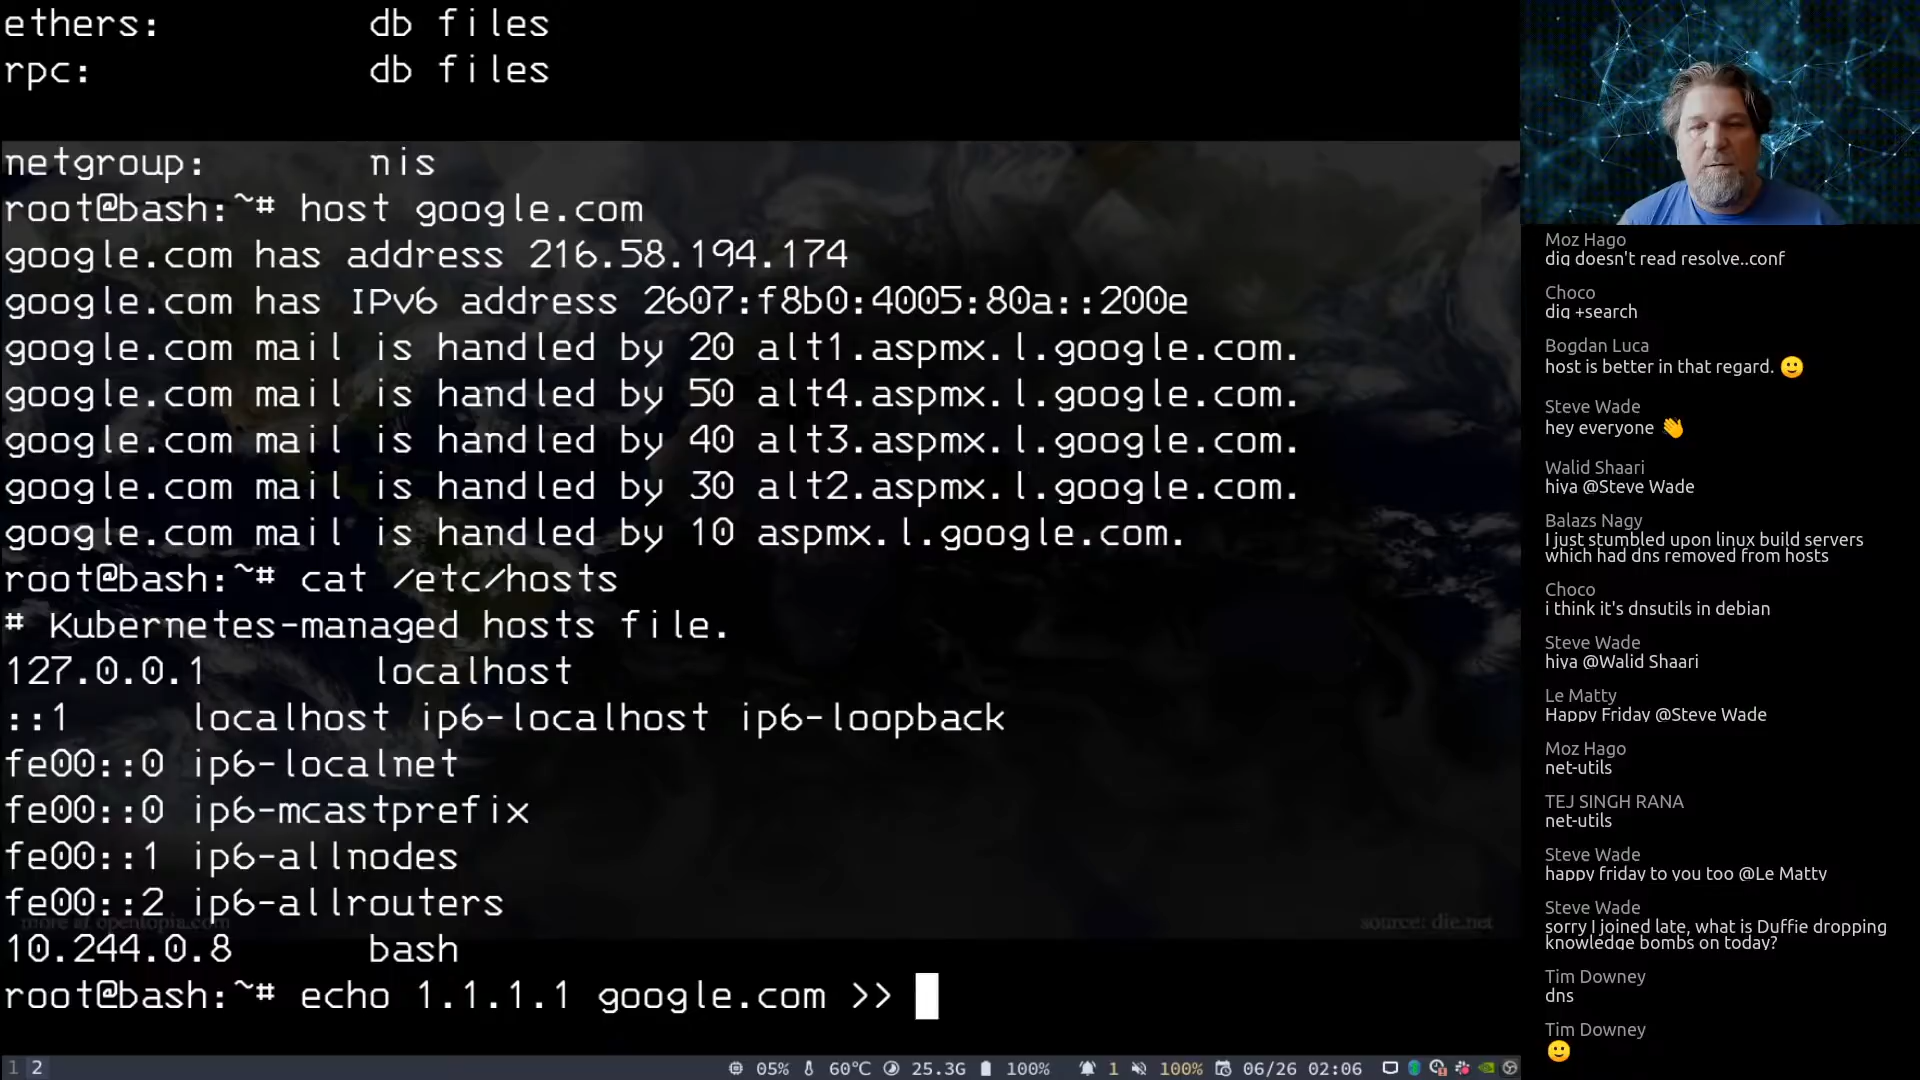 ethers: db files
rpc: db files
netgroup: nis
root@bash:~# host google.com
google.com has address 216.58.194.174
google.com has IPv6 address 2607:f8b0:4005:80a::200e
google.com mail is handled by 20 alt1.aspmx.l.google.com.
google.com mail is handled by 50 alt4.aspmx.l.google.com.
google.com mail is handled by 40 alt3.aspmx.l.google.com.
google.com mail is handled by 30 alt2.aspmx.l.google.com.
google.com mail is handled by 10 aspmx.l.google.com.
root@bash:~# cat /etc/hosts
# Kubernetes-managed hosts file.
127.0.0.1 localhost
::1 localhost ip6-localhost ip6-loopback
fe00::0 ip6-localnet
fe00::0 ip6-mcastprefix
fe00::1 ip6-allnodes
fe00::2 ip6-allrouters
more at opentopia.com
source: die.net
10.244.0.8 bash
root@bash:~# echo 1.1.1.1 google.com >>
1 2 05% 60°C 25.3G 100% 1 100% 06/26 02:06
Moz Hago
dig doesn't read resolve..conf
Choco
dig +search
Bogdan Luca
host is better in that regard. 🙂
Steve Wade
hey everyone 👋
Walid Shaari
hiya @Steve Wade
Balazs Nagy
I just stumbled upon linux build servers
which had dns removed from hosts
Choco
i think it's dnsutils in debian
Steve Wade
hiya @Walid Shaari
Le Matty
Happy Friday @Steve Wade
Moz Hago
net-utils
TEJ SINGH RANA
net-utils
Steve Wade
happy friday to you too @Le Matty
Steve Wade
sorry I joined late, what is Duffie dropping
knowledge bombs on today?
Tim Downey
dns
Tim Downey
🙂